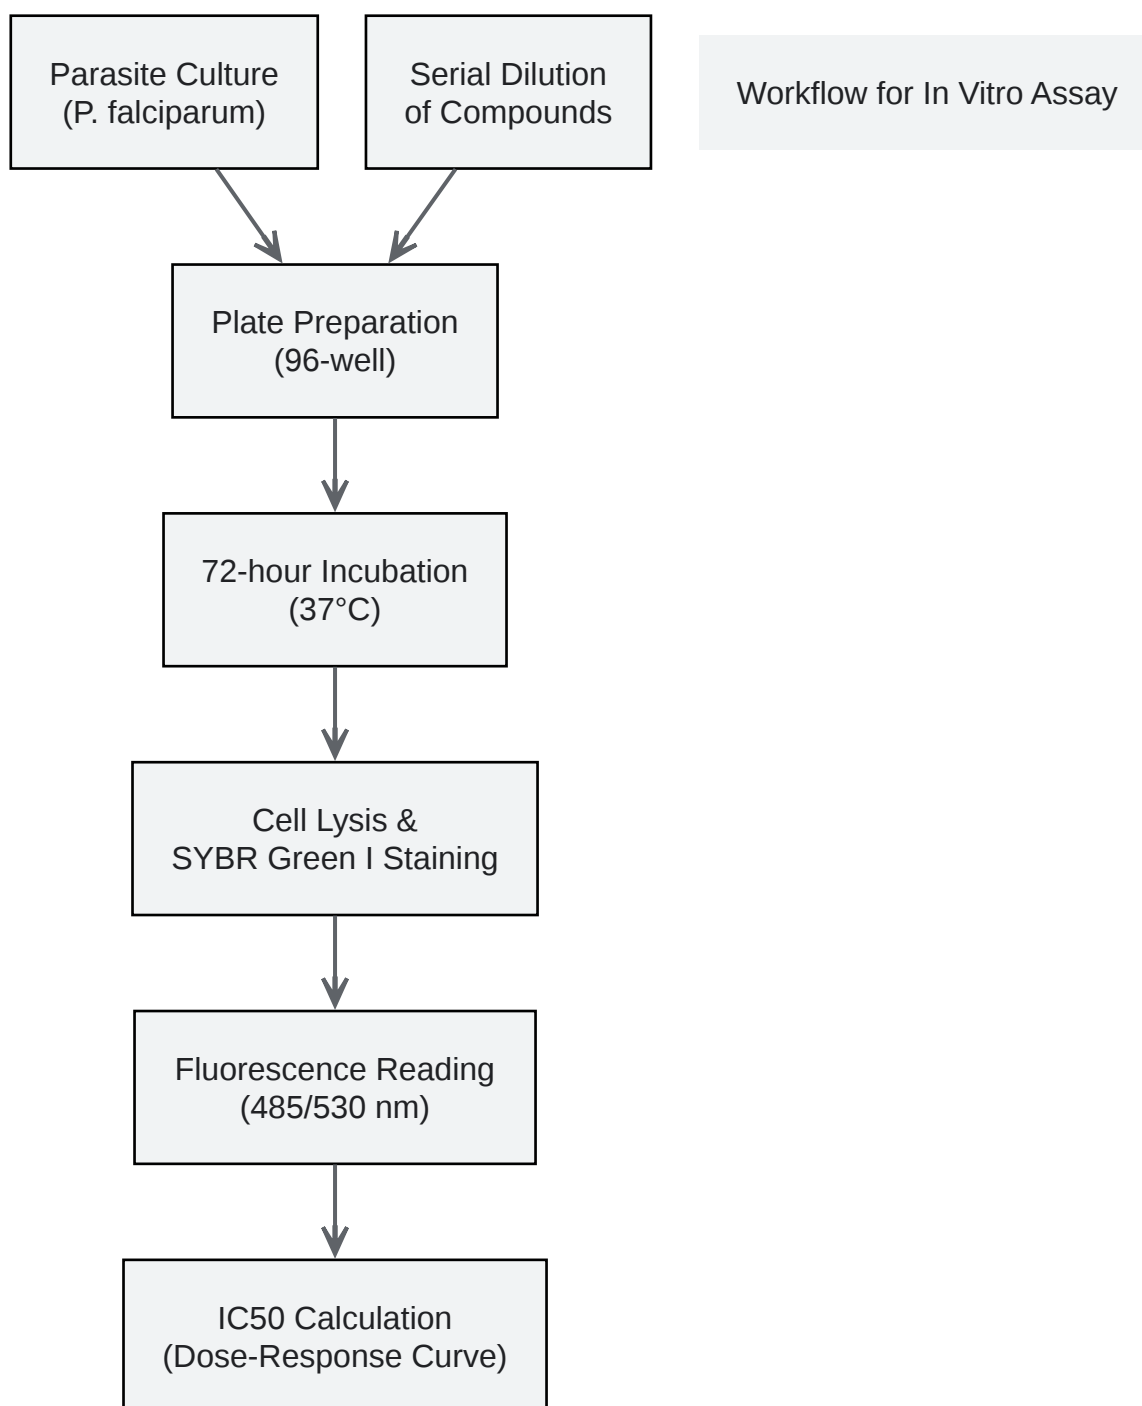 Parasite Culture
(P. falciparum)
Serial Dilution
of Compounds
Workflow for In Vitro Assay
Plate Preparation
(96-well)
72-hour Incubation
(37°C)
Cell Lysis &
SYBR Green I Staining
Fluorescence Reading
(485/530 nm)
IC50 Calculation
(Dose-Response Curve)